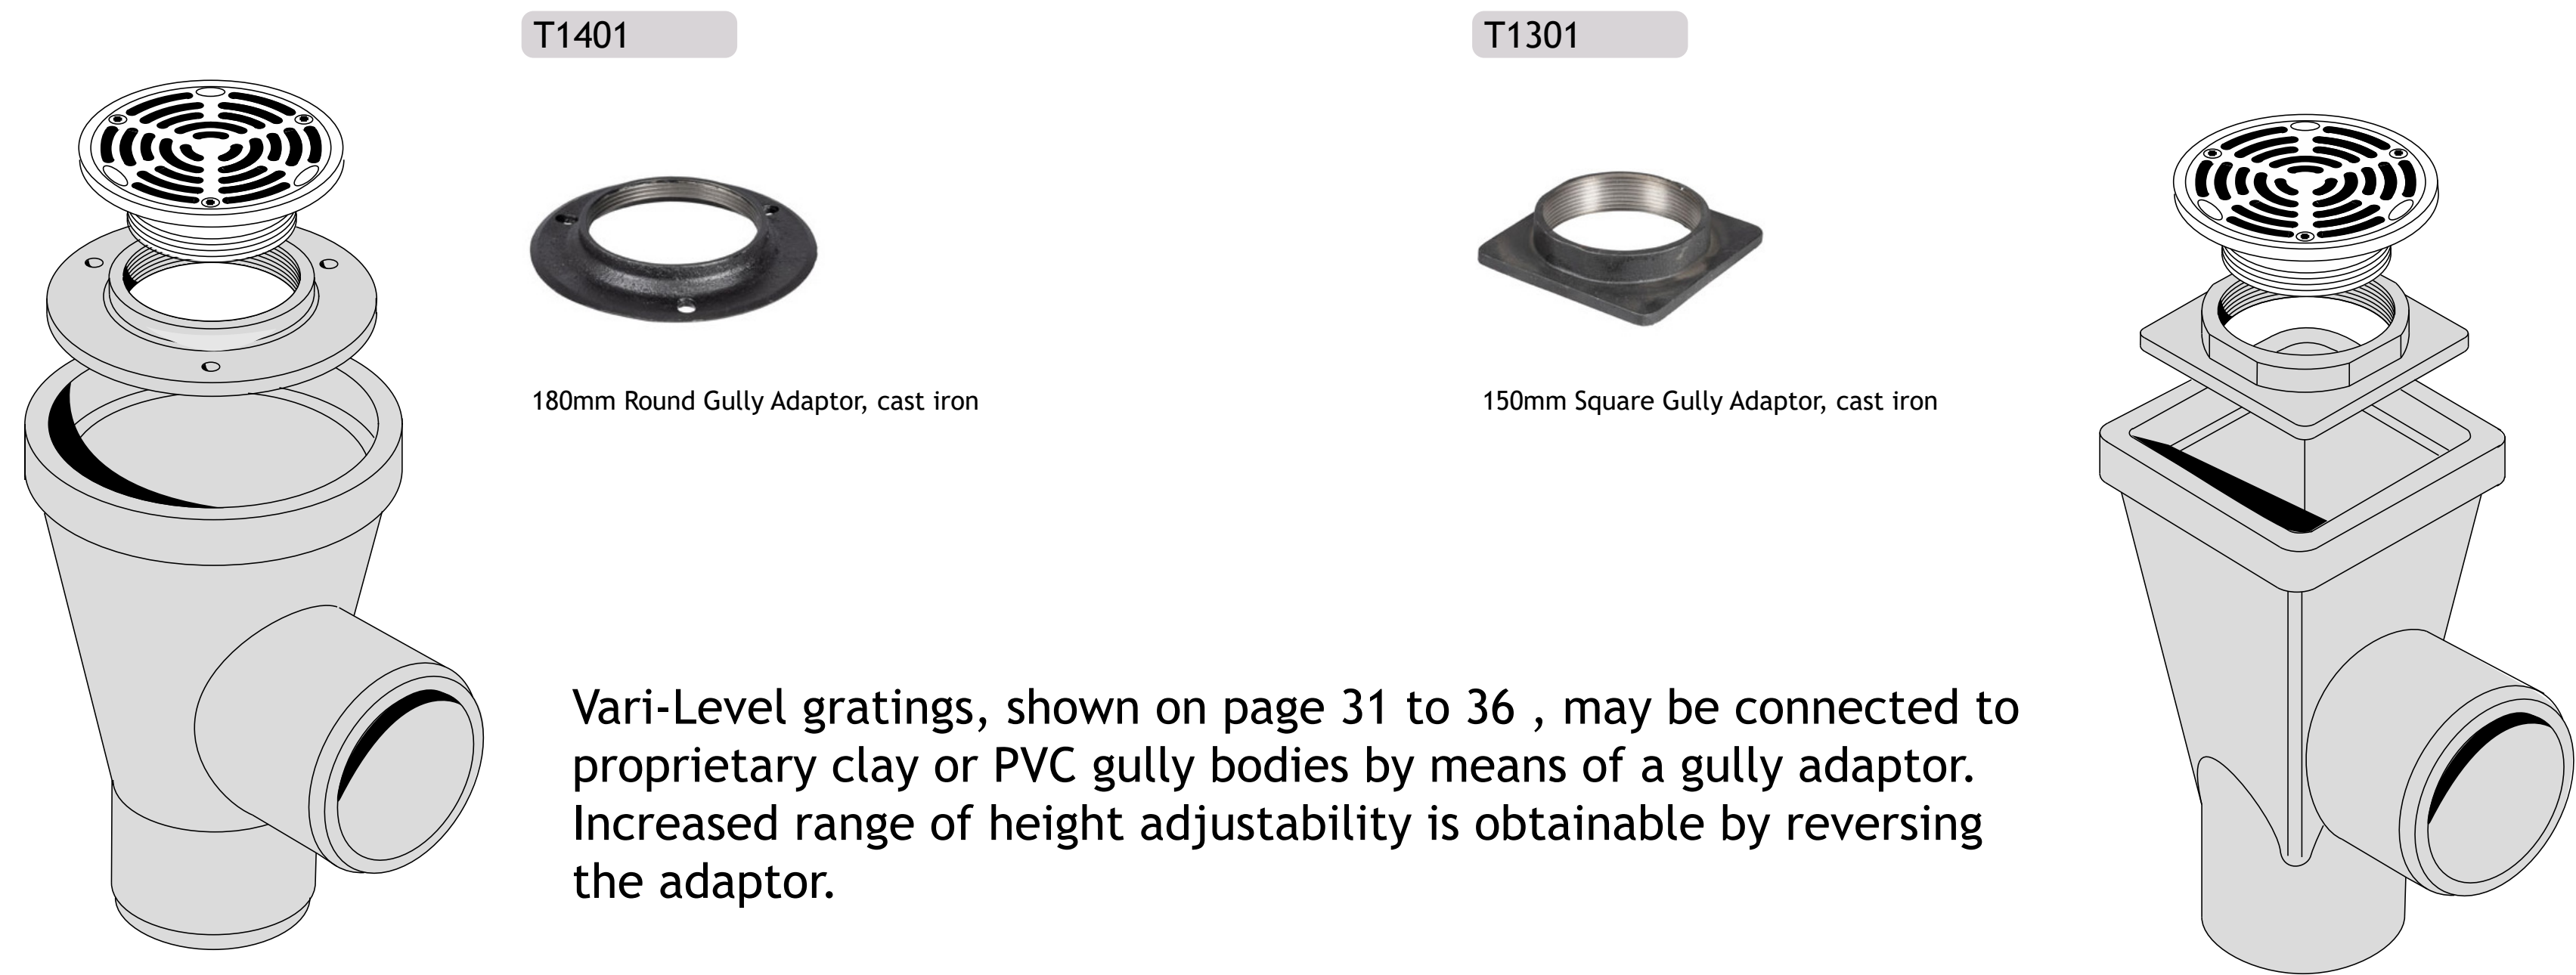 T1401
T1301
180mm Round Gully Adaptor, cast iron
150mm Square Gully Adaptor, cast iron
Vari-Level gratings, shown on page 31 to 36 , may be connected to
proprietary clay or PVC gully bodies by means of a gully adaptor.
Increased range of height adjustability is obtainable by reversing
the adaptor.